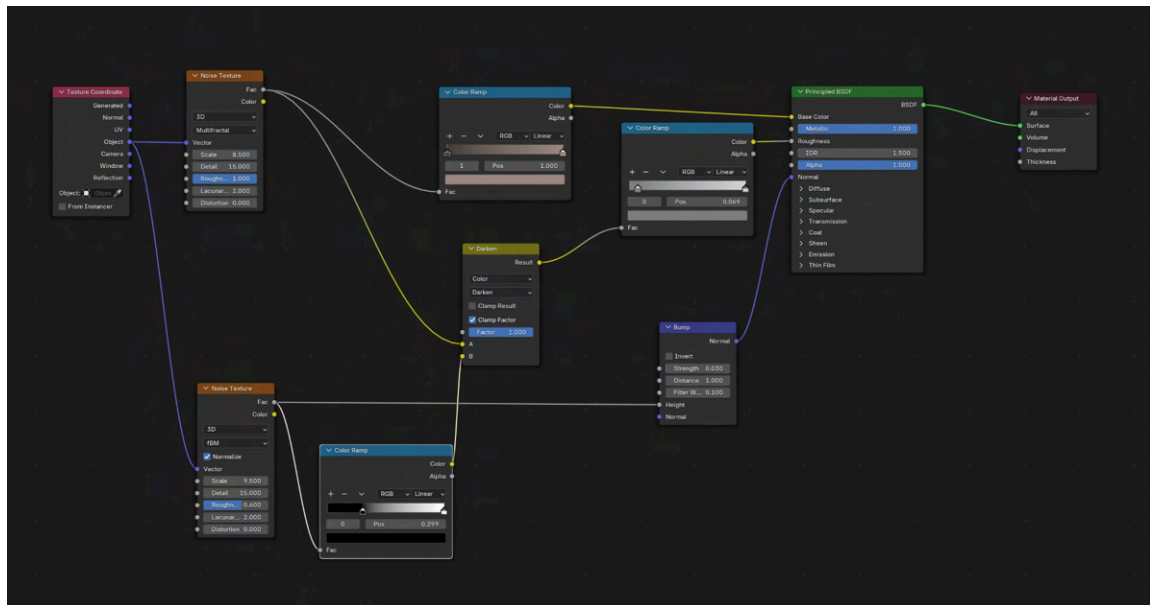 Texture Coordinate
Generated
Normal
UV
Object
Camera
Window
Reflection
Object: Objec
From Instancer
Noise Texture
Fac
Color
3D
Multifractal
Vector
Scale 8.500
Detail 15.000
Roughn... 1.000
Lacunar... 2.000
Distortion 0.000
Noise Texture
Fac
Color
3D
fBM
Normalize
Vector
Scale 9.500
Detail 15.000
Roughn... 0.600
Lacunar... 2.000
Distortion 0.000
Color Ramp
Color
Alpha
+ − RGB Linear
0 Pos 0.299
Fac
Color Ramp
Color
Alpha
+ − RGB Linear
1 Pos 1.000
Fac
Darken
Result
Color
Darken
Clamp Result
Clamp Factor
Factor 1.000
A
B
Color Ramp
Color
Alpha
+ − RGB Linear
0 Pos 0.069
Fac
Bump
Normal
Invert
Strength 0.030
Distance 1.000
Filter W... 0.100
Height
Normal
Principled BSDF
BSDF
Base Color
Metallic 1.000
Roughness
IOR 1.500
Alpha 1.000
Normal
Diffuse
Subsurface
Specular
Transmission
Coat
Sheen
Emission
Thin Film
Material Output
All
Surface
Volume
Displacement
Thickness